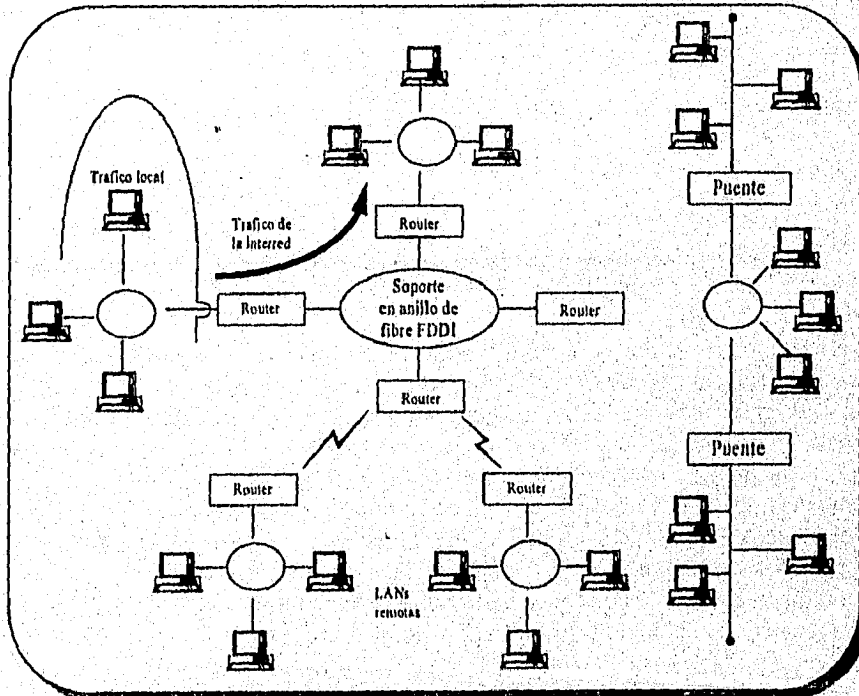 Trafico local
Trafico de
la Interred
Router
Puente
Router
Soporte
en anillo de
fibre FDDI
Router
Router
Puente
Router
Router
LANs
remotas